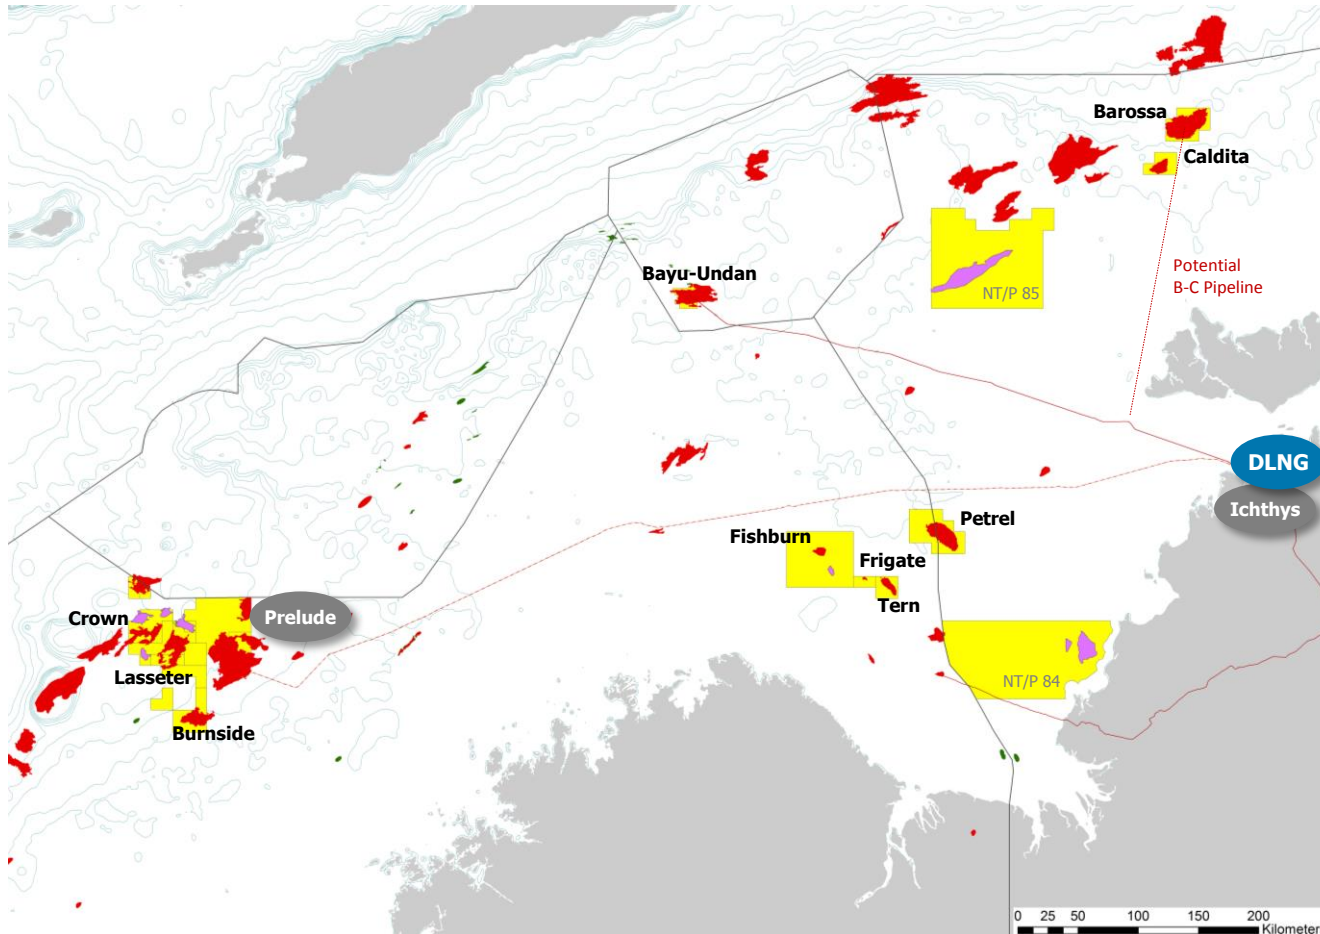 Barossa
Caldita
Bayu-Undan
Potential
B-C Pipeline
NT/P 85
DLNG
Ichthys
Petrel
Fishburn
Frigate
Tern
Crown
Prelude
Lasseter
NT/P 84
Burnside
0 25 50 100 150 200
Kilometer